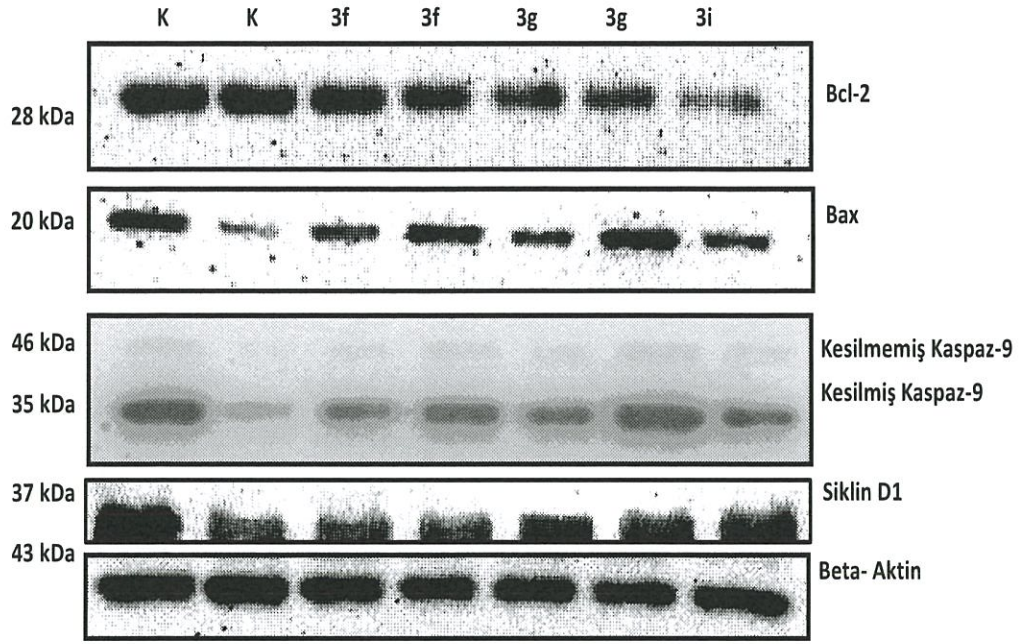 K K 3f 3f 3g 3g 3i
28 kDa Bcl-2
20 kDa Bax
46 kDa Kesilmemiş Kaspaz-9
35 kDa Kesilmiş Kaspaz-9
37 kDa Siklin D1
43 kDa Beta- Aktin